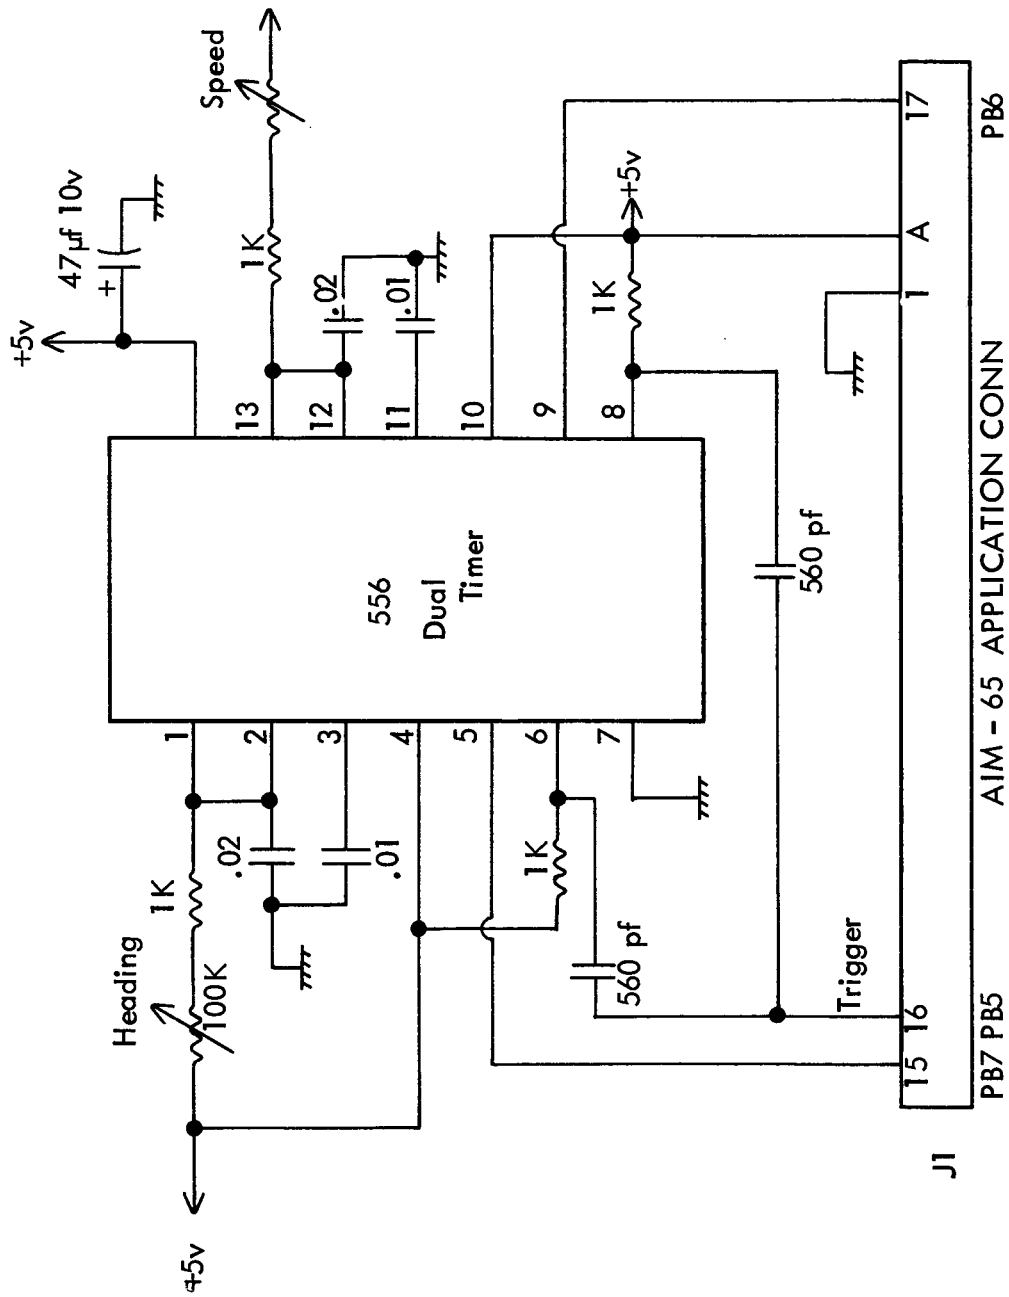 +5v
47µf 10v
+
Speed
1K
.02
.01
1K
+5v
13
12
11
10
9
8
556
Dual
Timer
1
2
3
4
5
6
7
Heading
100K
1K
.02
.01
1K
560 pf
560 pf
+5v
Trigger
15
16
1
A
17
J1
PB7
PB5
AIM - 65 APPLICATION CONN
PB6